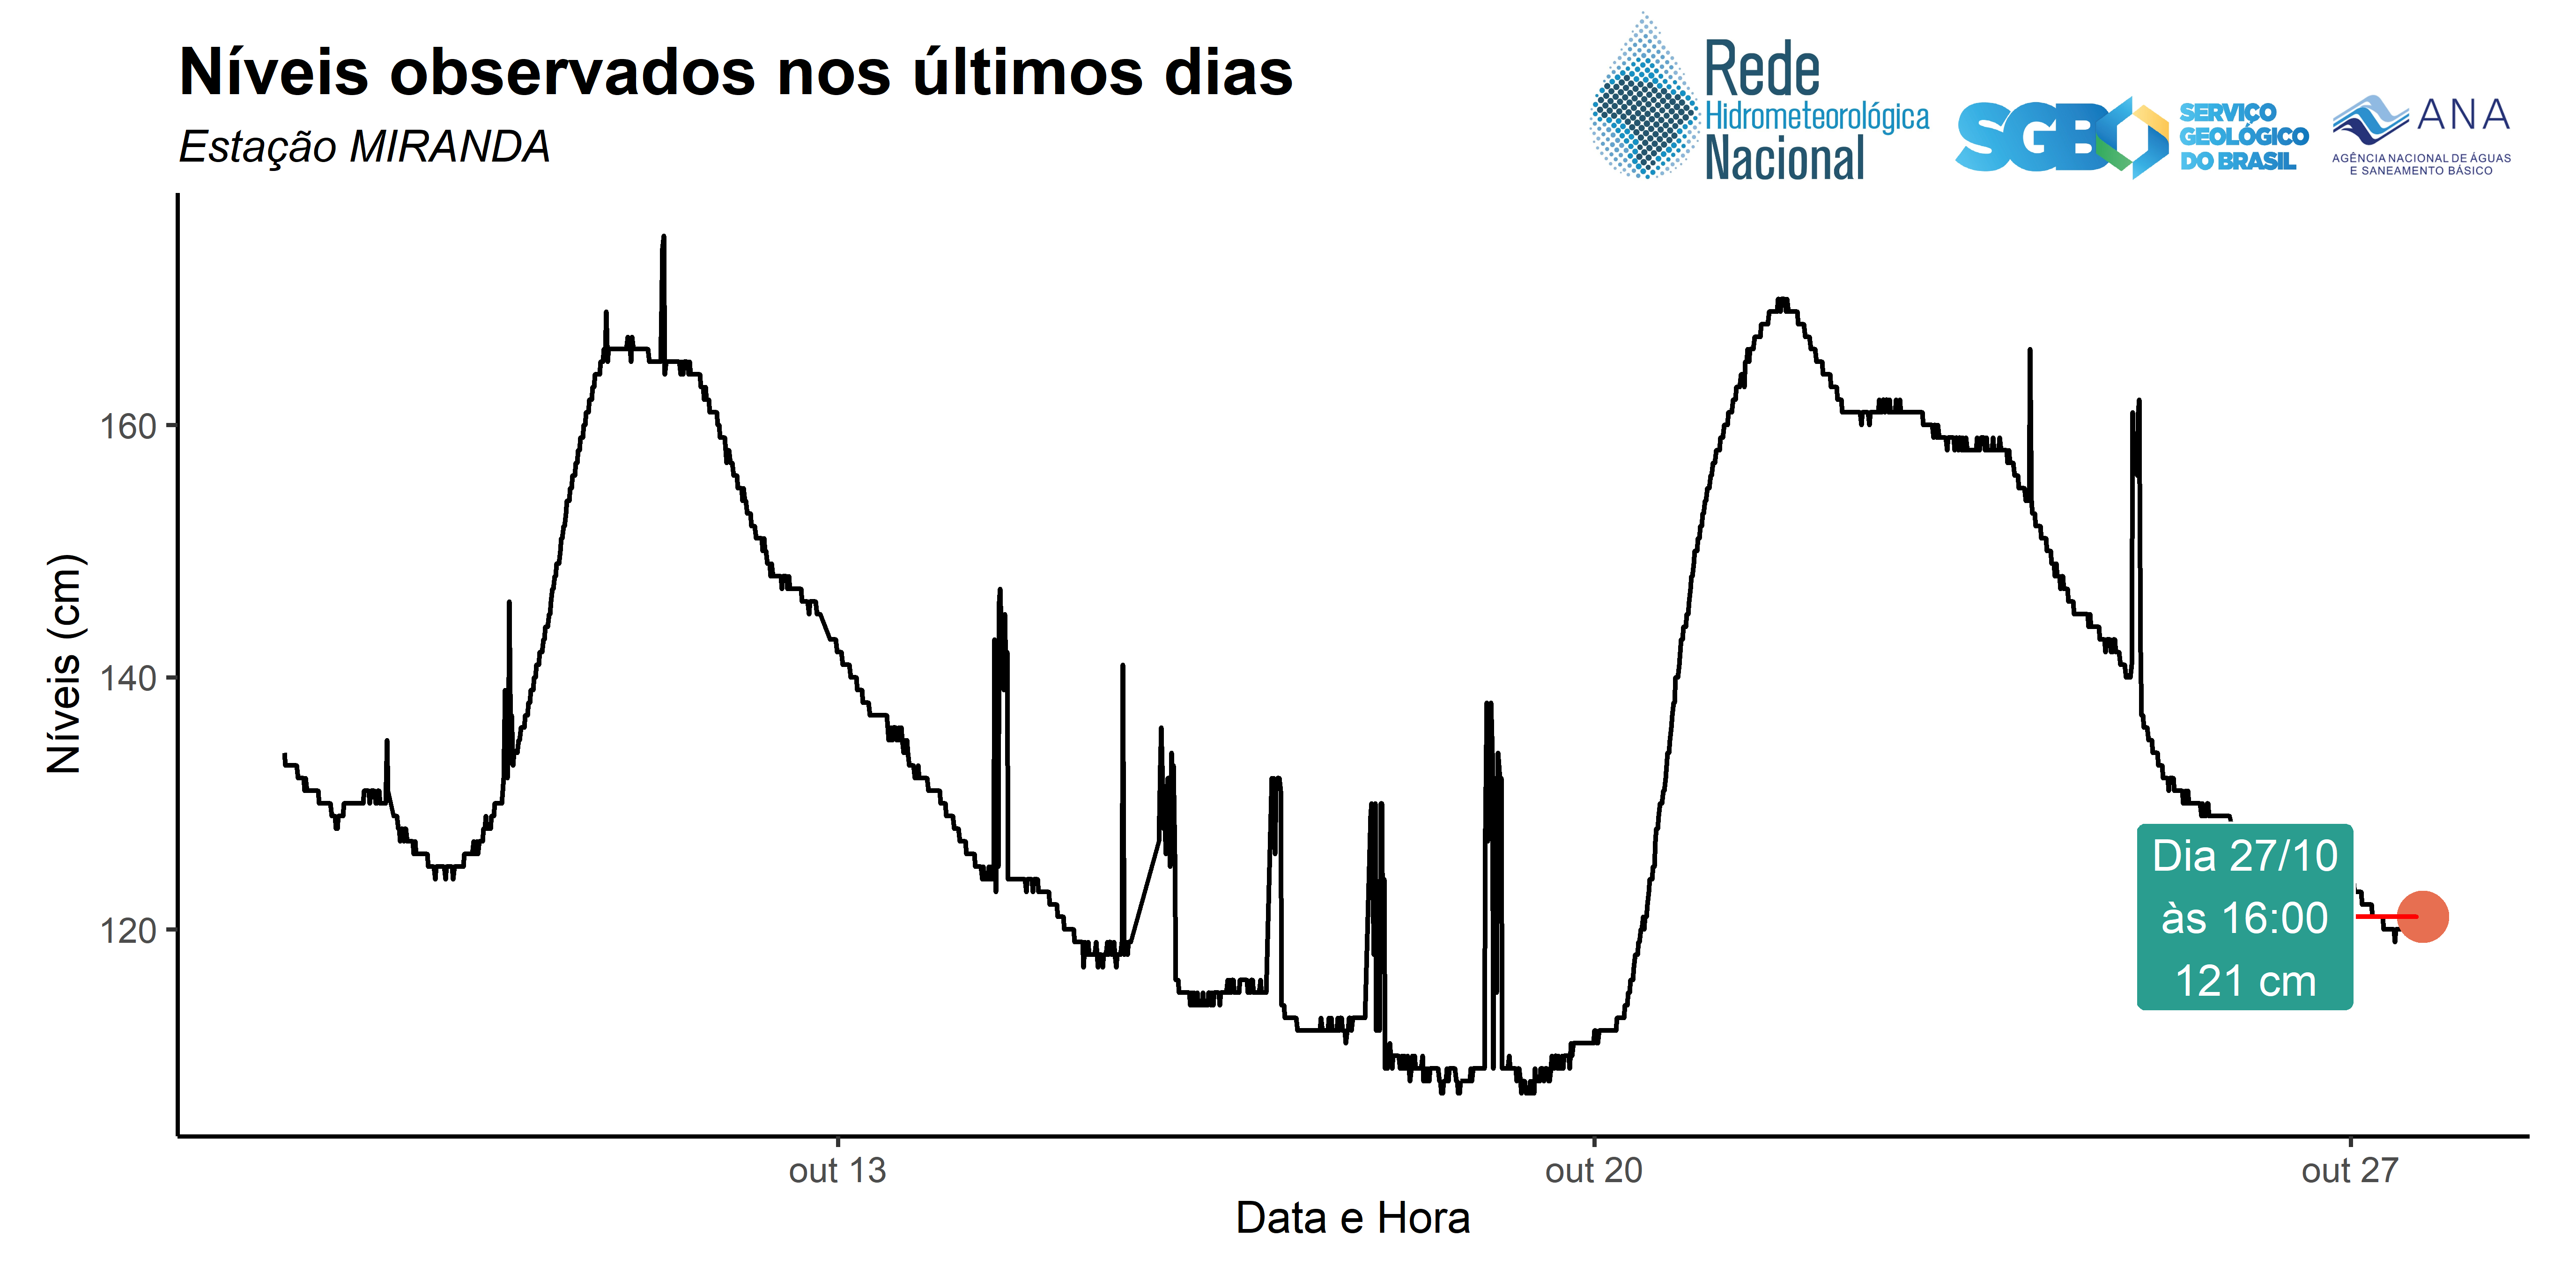 Níveis observados nos últimos dias
Estação MIRANDA
Rede
Hidrometeorológica
Nacional
SGB
SERVIÇO
GEOLÓGICO
DO BRASIL
ANA
AGÊNCIA NACIONAL DE ÁGUAS
E SANEAMENTO BÁSICO
Níveis (cm)
160
140
120
Dia 27/10
às 16:00
121 cm
out 13
out 20
out 27
Data e Hora